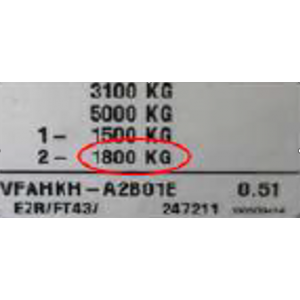 3100 KG
5000 KG
1- 1500 KG
2- 1800 KG
VFAHKH-A2B01E 0.51
E2R/FT43/ 247211